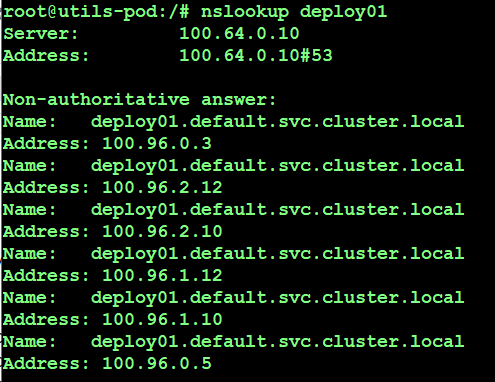 root@utils-pod:/# nslookup deploy01
Server:         100.64.0.10
Address:        100.64.0.10#53

Non-authoritative answer:
Name:   deploy01.default.svc.cluster.local
Address: 100.96.0.3
Name:   deploy01.default.svc.cluster.local
Address: 100.96.2.12
Name:   deploy01.default.svc.cluster.local
Address: 100.96.2.10
Name:   deploy01.default.svc.cluster.local
Address: 100.96.1.12
Name:   deploy01.default.svc.cluster.local
Address: 100.96.1.10
Name:   deploy01.default.svc.cluster.local
Address: 100.96.0.5